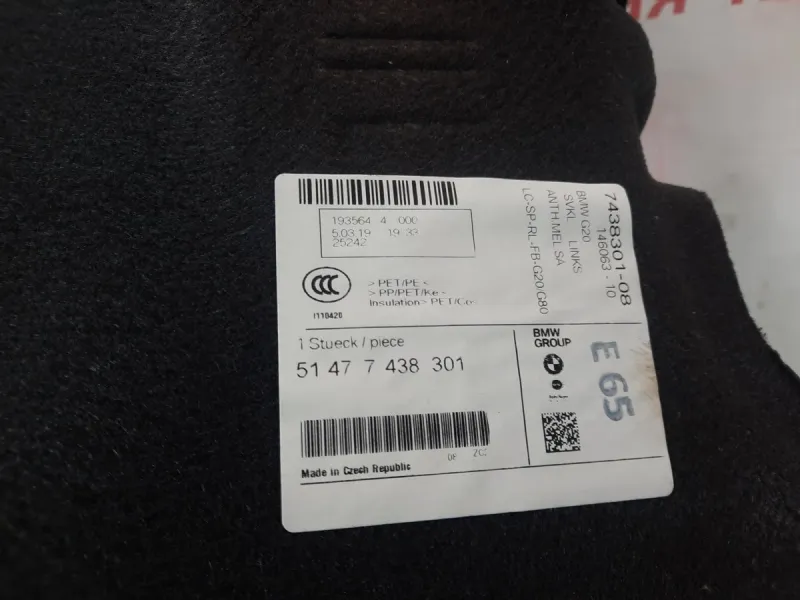 193564 4 000
5.03.19 19:33
25242
CCC
I110420
> PET/PE <
> PP/PET/Ke -
Insulation> PET/Co
7438301-08
146063 - 10
BMW G20
SVKL LINKS
ANTH.MEL SA
LC-SP-RL-FB-G20/G80
1 Stueck / piece
51 47 7 438 301
Made in Czech Republic
BMW
GROUP
E 65